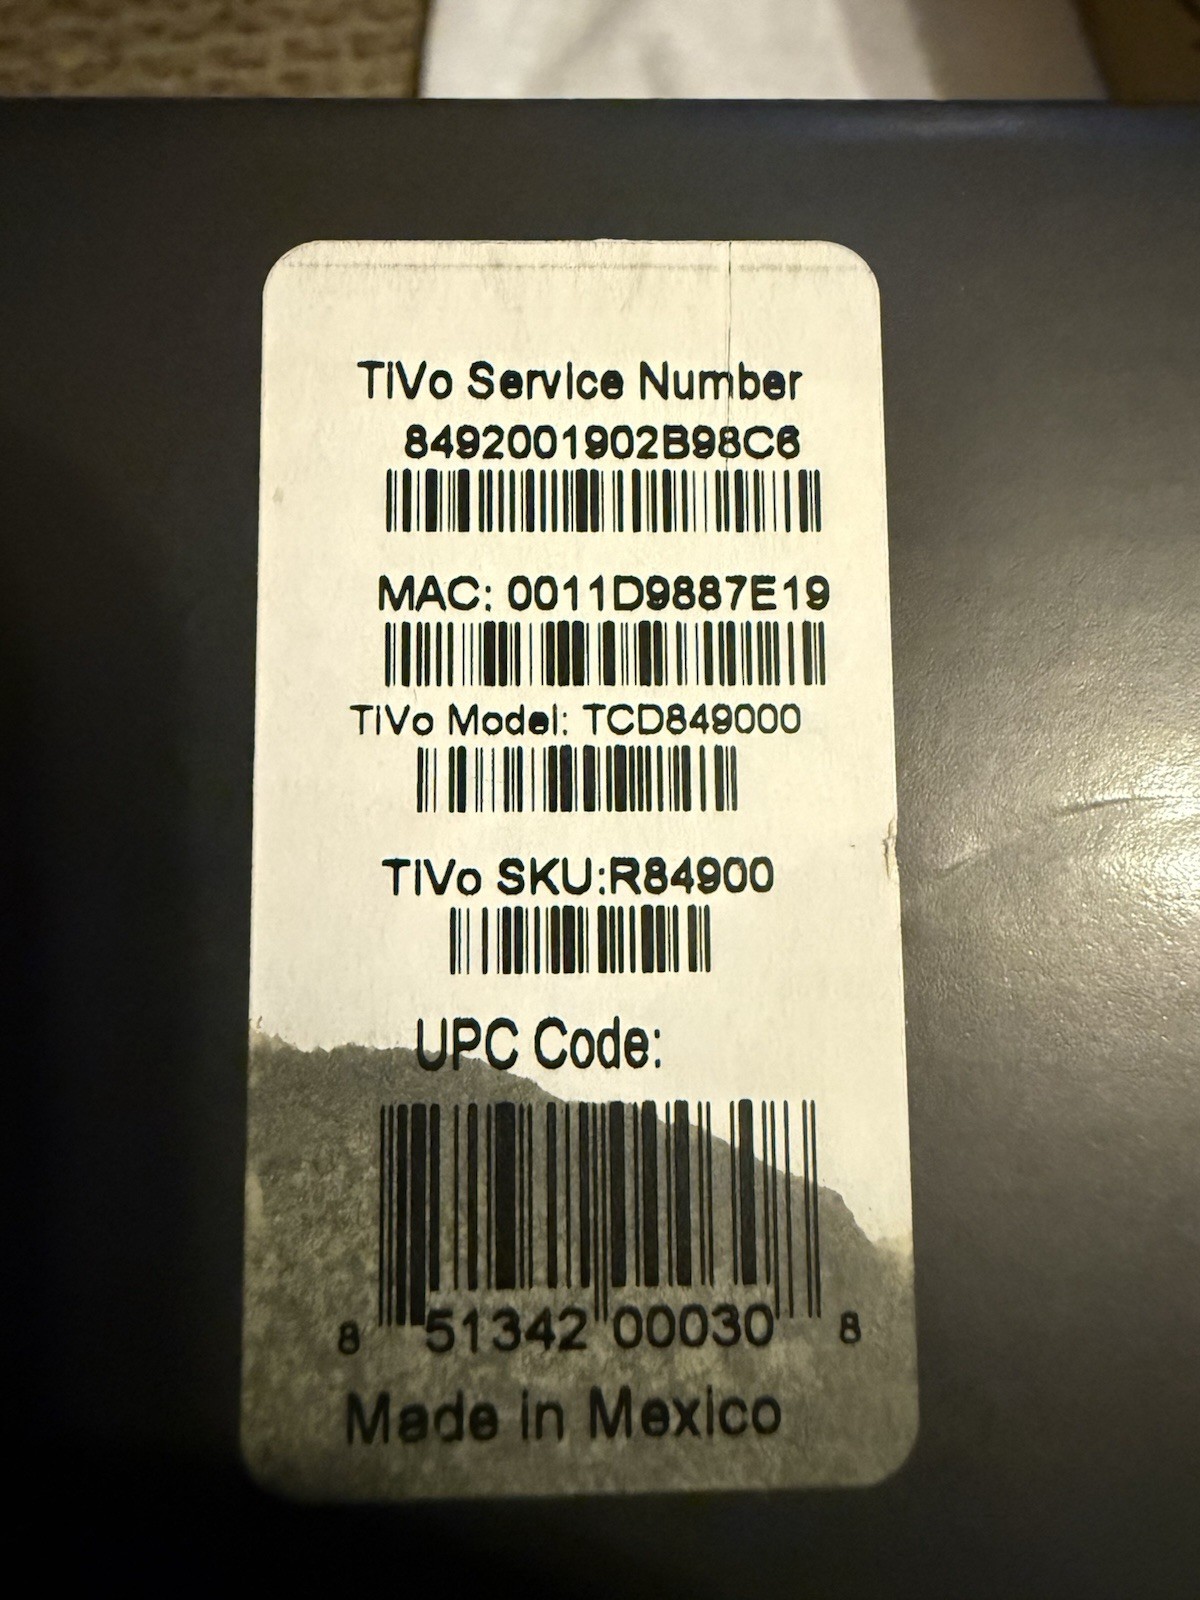 TiVo Service Number
8492001902B98C6
MAC: 0011D9887E19
TiVo Model: TCD849000
TiVo SKU:R84900
UPC Code:
8 51342 00030 8
Made in Mexico